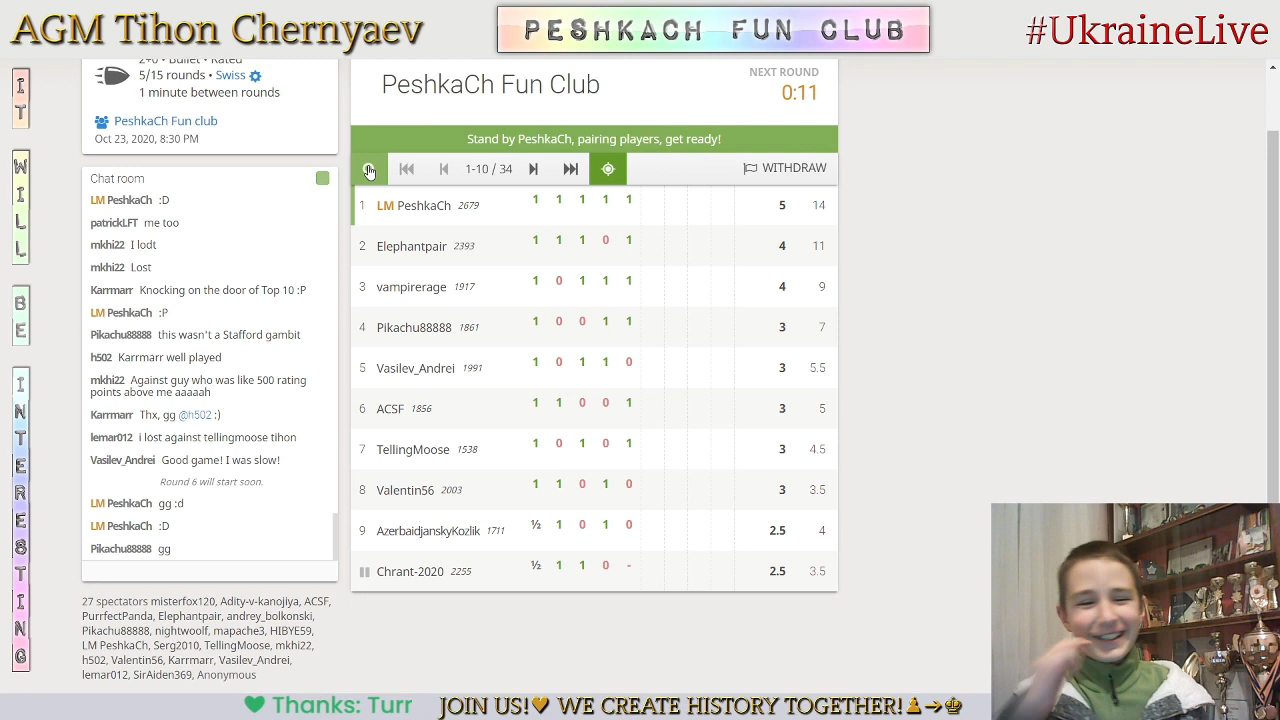 AGM Tihon Chernyaev
PESHKACH FUN CLUB
#UkraineLive
IT
WILL
BE
INTERESTING
2+0 • Bullet • Rated
5/15 rounds • Swiss
1 minute between rounds
PeshkaCh Fun club
Oct 23, 2020, 8:30 PM
Chat room
LM PeshkaCh :D
patrickLFT me too
mkhi22 I lodt
mkhi22 Lost
Karrmarr Knocking on the door of Top 10 :P
LM PeshkaCh :P
Pikachu88888 this wasn't a Stafford gambit
h502 Karrmarr well played
mkhi22 Against guy who was like 500 rating
points above me aaaaah
Karrmarr Thx, gg @h502 :)
lemar012 i lost against tellingmoose tihon
Vasilev_Andrei Good game! I was slow!
Round 6 will start soon.
LM PeshkaCh gg :d
LM PeshkaCh :D
Pikachu88888 gg
27 spectators misterfox120, Adity-v-kanojiya, ACSF,
PurrfectPanda, Elephantpair, andrey_bolkonski,
Pikachu88888, nightwoolf, mapache3, HIBYE59,
LM PeshkaCh, Serg2010, TellingMoose, mkhi22,
h502, Valentin56, Karrmarr, Vasilev_Andrei,
lemar012, SirAiden369, Anonymous
PeshkaCh Fun Club
NEXT ROUND
0:11
Stand by PeshkaCh, pairing players, get ready!
1-10 / 34
WITHDRAW
1 LM PeshkaCh 2679 1 1 1 1 1 5 14
2 Elephantpair 2393 1 1 1 0 1 4 11
3 vampirerage 1917 1 0 1 1 1 4 9
4 Pikachu88888 1861 1 0 0 1 1 3 7
5 Vasilev_Andrei 1991 1 0 1 1 0 3 5.5
6 ACSF 1856 1 1 0 0 1 3 5
7 TellingMoose 1538 1 0 1 0 1 3 4.5
8 Valentin56 2003 1 1 0 1 0 3 3.5
9 AzerbaidjanskyKozlik 1711 ½ 1 0 1 0 2.5 4
Chrant-2020 2255 ½ 1 1 0 - 2.5 3.5
Thanks: Turr
JOIN US! WE CREATE HISTORY TOGETHER!